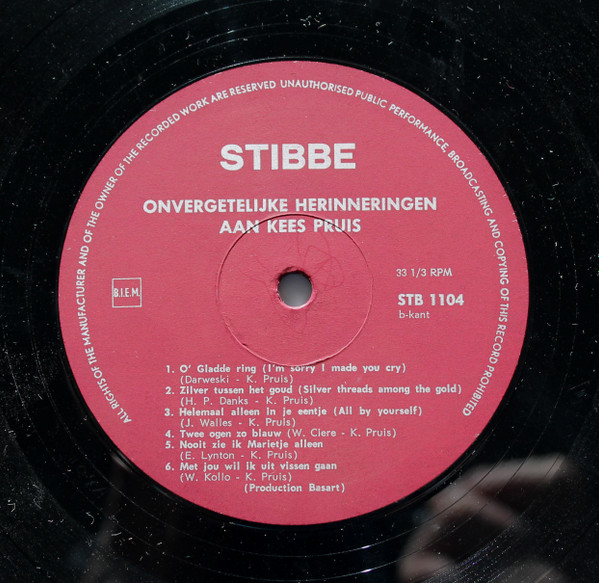 ALL RIGHTS OF THE MANUFACTURER AND OF THE OWNER OF THE RECORDED WORK ARE RESERVED UNAUTHORISED PUBLIC PERFORMANCE, BROADCASTING AND COPYING OF THIS RECORD PROHIBITED
STIBBE
ONVERGETELIJKE HERINNERINGEN
AAN KEES PRUIS
33 1/3 RPM
B.I.E.M.
STB 1104
b-kant
1. O' Gladde ring (I'm sorry I made you cry)
(Darweski - K. Pruis)
2. Zilver tussen het goud (Silver threads among the gold)
(H. P. Danks - K. Pruis)
3. Helemaal alleen in je eentje (All by yourself)
(J. Walles - K. Pruis)
4. Twee ogen zo blauw (W. Ciere - K. Pruis)
5. Nooit zie ik Marietje alleen
(E. Lynton - K. Pruis)
6. Met jou wil ik uit vissen gaan
(W. Kollo - K. Pruis)
(Production Basart)